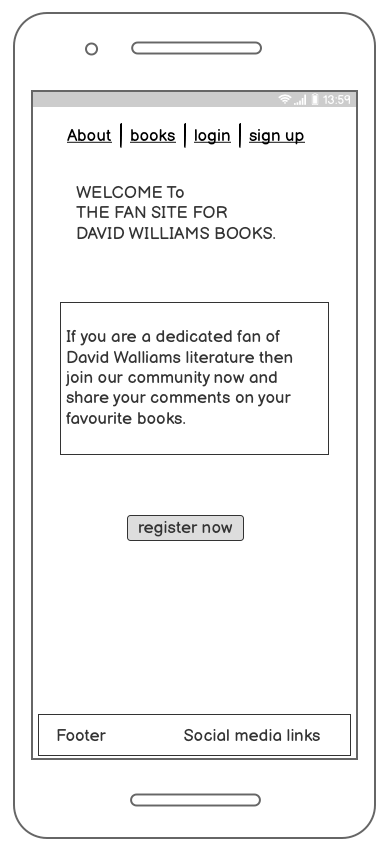 13:59
About | books | login | sign up
WELCOME To
THE FAN SITE FOR
DAVID WILLIAMS BOOKS.
If you are a dedicated fan of
David Walliams literature then
join our community now and
share your comments on your
favourite books.
register now
Footer Social media links